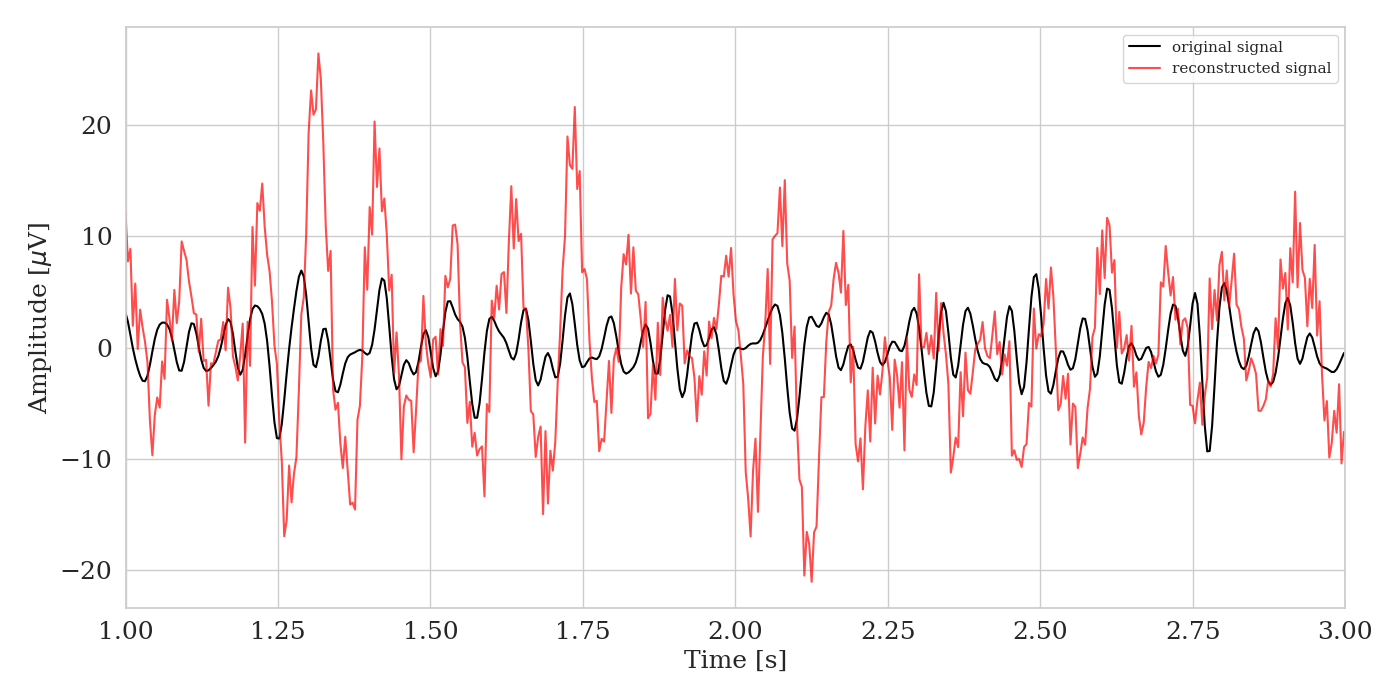 original signal
reconstructed signal
Amplitude [μV]
20
10
0
−10
−20
1.00 1.25 1.50 1.75 2.00 2.25 2.50 2.75 3.00
Time [s]